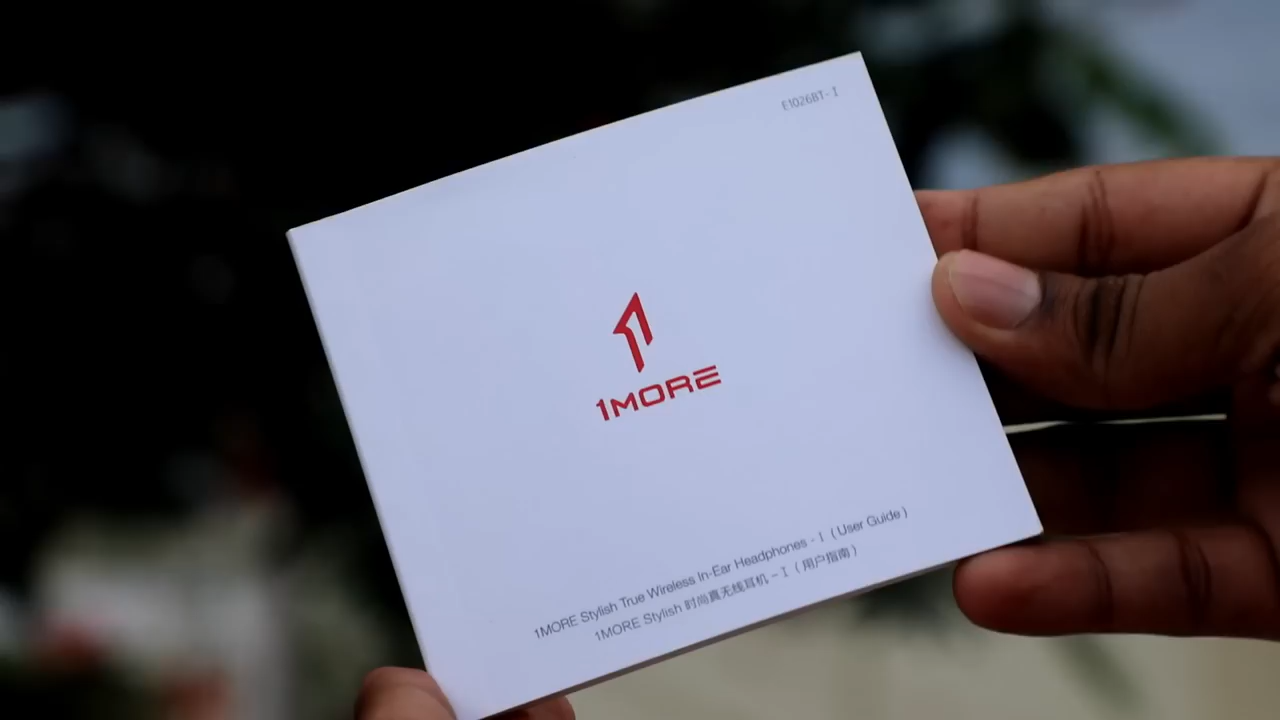 E1026BT-I
1MORE
1MORE Stylish True Wireless In-Ear Headphones - I ( User Guide )
1MORE Stylish 时尚真无线耳机 - I ( 用户指南 )